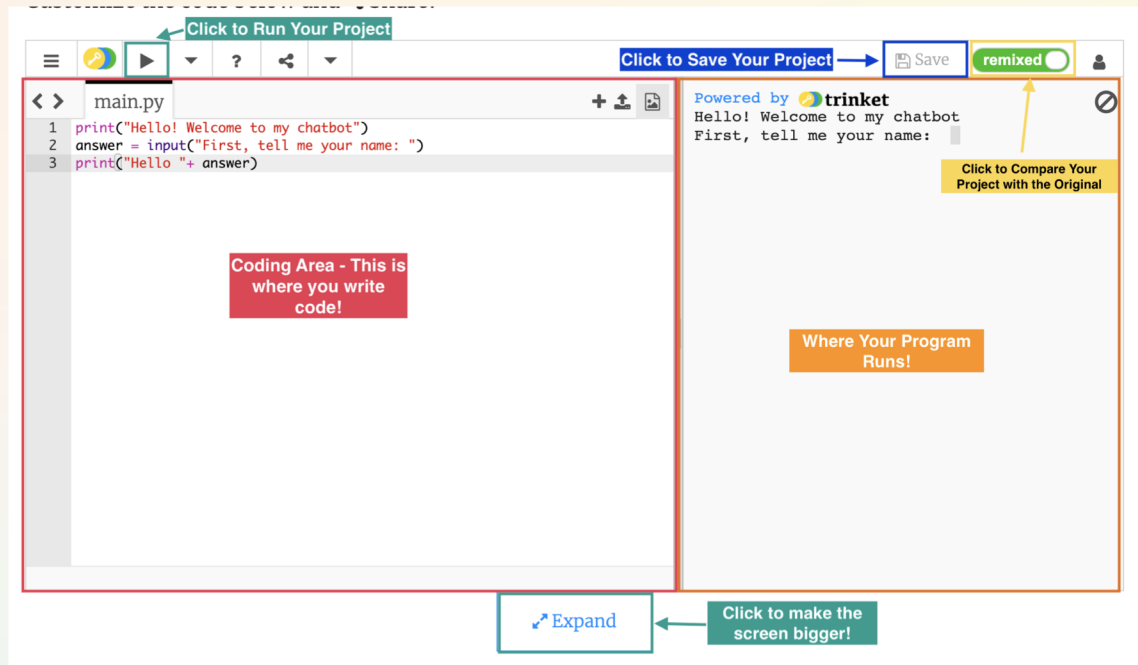 Click to Run Your Project
?
Click to Save Your Project
Save
remixed
main.py
1 print("Hello! Welcome to my chatbot")
2 answer = input("First, tell me your name: ")
3 print("Hello "+ answer)
Powered by trinket
Hello! Welcome to my chatbot
First, tell me your name:
Click to Compare Your
Project with the Original
Coding Area - This is
where you write
code!
Where Your Program
Runs!
Expand
Click to make the
screen bigger!